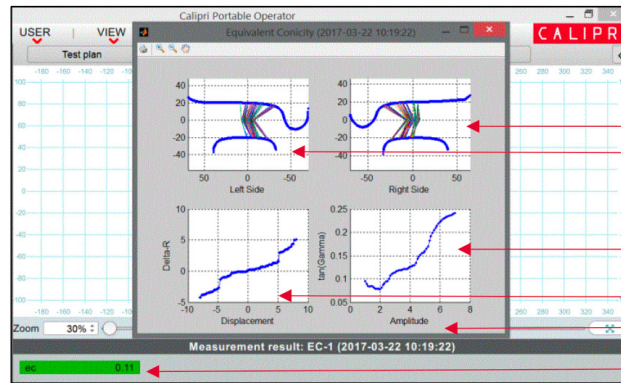 Calipri Portable Operator
USER | VIEW
CALIPR
Equivalent Conicity (2017-03-22 10:19:22)
Test plan
-180 -160 -140 -120 -10
260 280 300 320 340
100
80
60
40
20
0
-20
-40
-60
-80
-100
40
20
0
-20
-40
50 0 -50
Left Side
40
20
0
-20
-40
-50 0 50
Right Side
10
5
0
-5
-10 -5 0 5 10
Delta-R
Displacement
0.25
0.2
0.15
0.1
0.05
0 2 4 6 8
tan(Gamma)
Amplitude
-180 -160 -140 -120 -10
260 280 300 320 340
Zoom 30%
Measurement result: EC-1 (2017-03-22 10:19:22)
ec 0.11